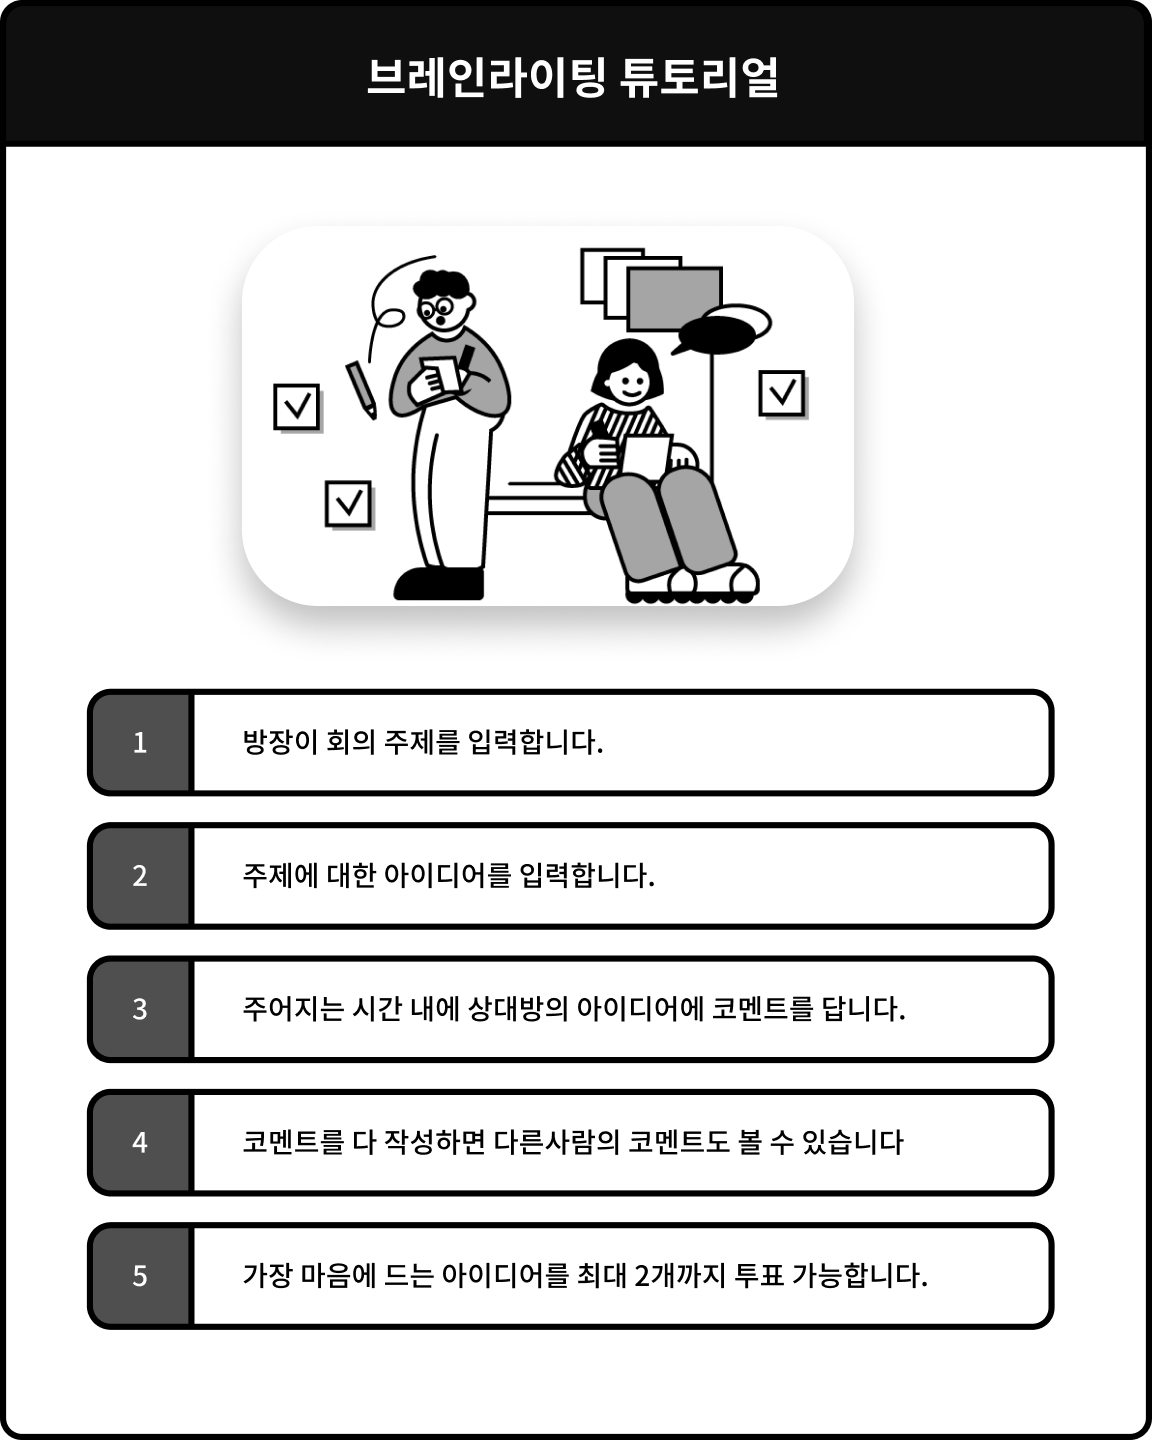 브레인라이팅 튜토리얼
1 방장이 회의 주제를 입력합니다.
2 주제에 대한 아이디어를 입력합니다.
3 주어지는 시간 내에 상대방의 아이디어에 코멘트를 답니다.
4 코멘트를 다 작성하면 다른사람의 코멘트도 볼 수 있습니다
5 가장 마음에 드는 아이디어를 최대 2개까지 투표 가능합니다.